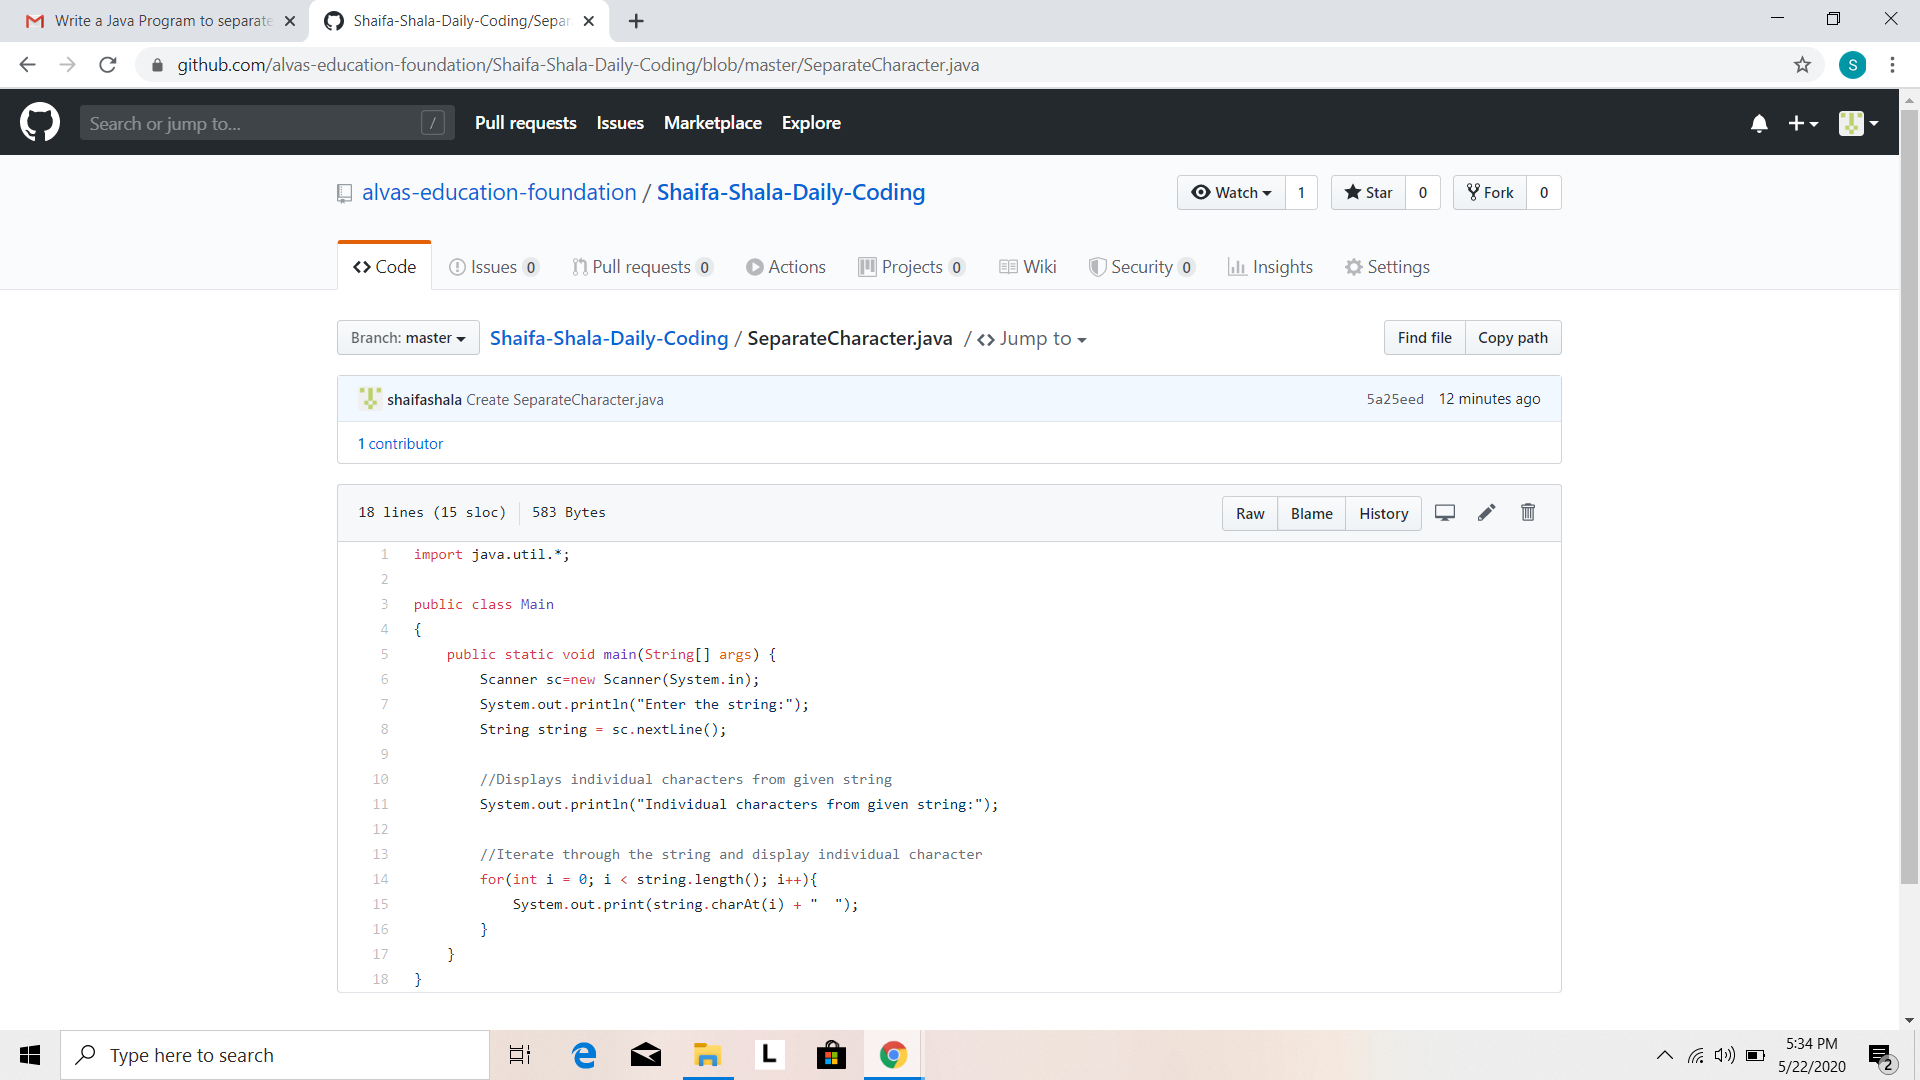 Write a Java Program to separate
Shaifa-Shala-Daily-Coding/Separ
github.com/alvas-education-foundation/Shaifa-Shala-Daily-Coding/blob/master/SeparateCharacter.java
S
Search or jump to...
/
Pull requests
Issues
Marketplace
Explore
alvas-education-foundation / Shaifa-Shala-Daily-Coding
Watch 1
Star 0
Fork 0
Code
Issues 0
Pull requests 0
Actions
Projects 0
Wiki
Security 0
Insights
Settings
Branch: master
Shaifa-Shala-Daily-Coding / SeparateCharacter.java / <> Jump to
Find file
Copy path
shaifashala Create SeparateCharacter.java
5a25eed 12 minutes ago
1 contributor
18 lines (15 sloc) 583 Bytes
Raw
Blame
History
1 import java.util.*;
2
3 public class Main
4 {
5 public static void main(String[] args) {
6 Scanner sc=new Scanner(System.in);
7 System.out.println("Enter the string:");
8 String string = sc.nextLine();
9
10 //Displays individual characters from given string
11 System.out.println("Individual characters from given string:");
12
13 //Iterate through the string and display individual character
14 for(int i = 0; i < string.length(); i++){
15 System.out.print(string.charAt(i) + "  ");
16 }
17 }
18 }
Type here to search
L
5:34 PM
5/22/2020
2